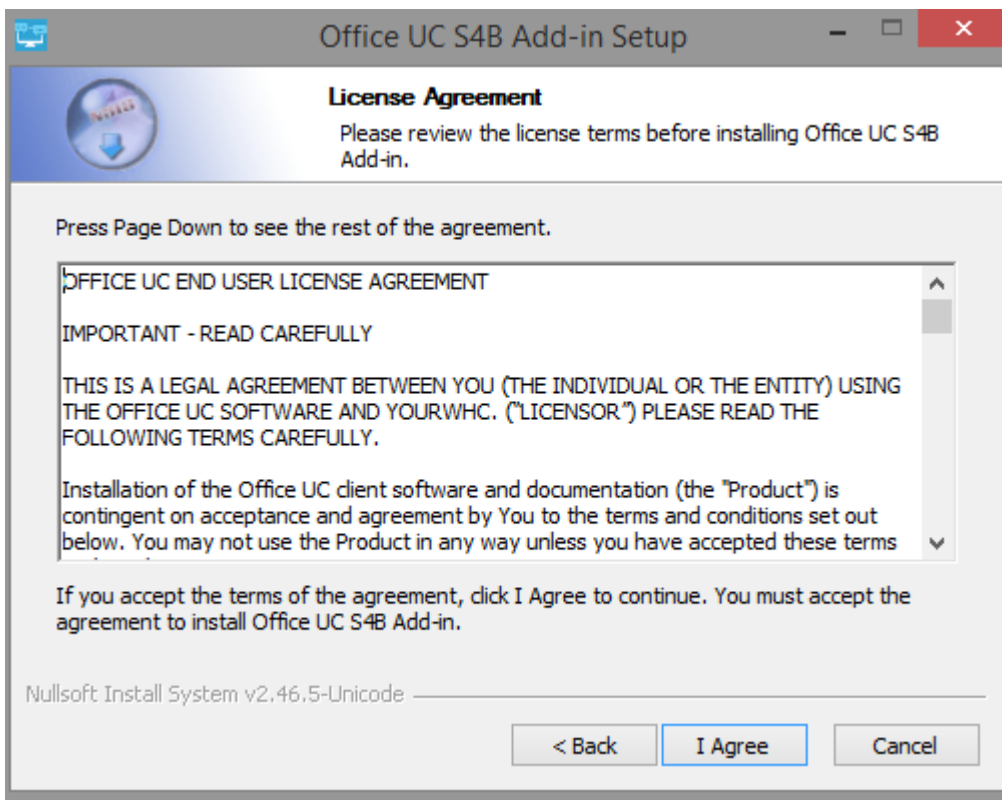 Office UC S4B Add-in Setup
License Agreement
Please review the license terms before installing Office UC S4B
Add-in.
Press Page Down to see the rest of the agreement.
OFFICE UC END USER LICENSE AGREEMENT
IMPORTANT - READ CAREFULLY
THIS IS A LEGAL AGREEMENT BETWEEN YOU (THE INDIVIDUAL OR THE ENTITY) USING
THE OFFICE UC SOFTWARE AND YOURWHC. ("LICENSOR") PLEASE READ THE
FOLLOWING TERMS CAREFULLY.
Installation of the Office UC client software and documentation (the "Product") is
contingent on acceptance and agreement by You to the terms and conditions set out
below. You may not use the Product in any way unless you have accepted these terms
If you accept the terms of the agreement, click I Agree to continue. You must accept the
agreement to install Office UC S4B Add-in.
Nullsoft Install System v2.46.5-Unicode
< Back
I Agree
Cancel